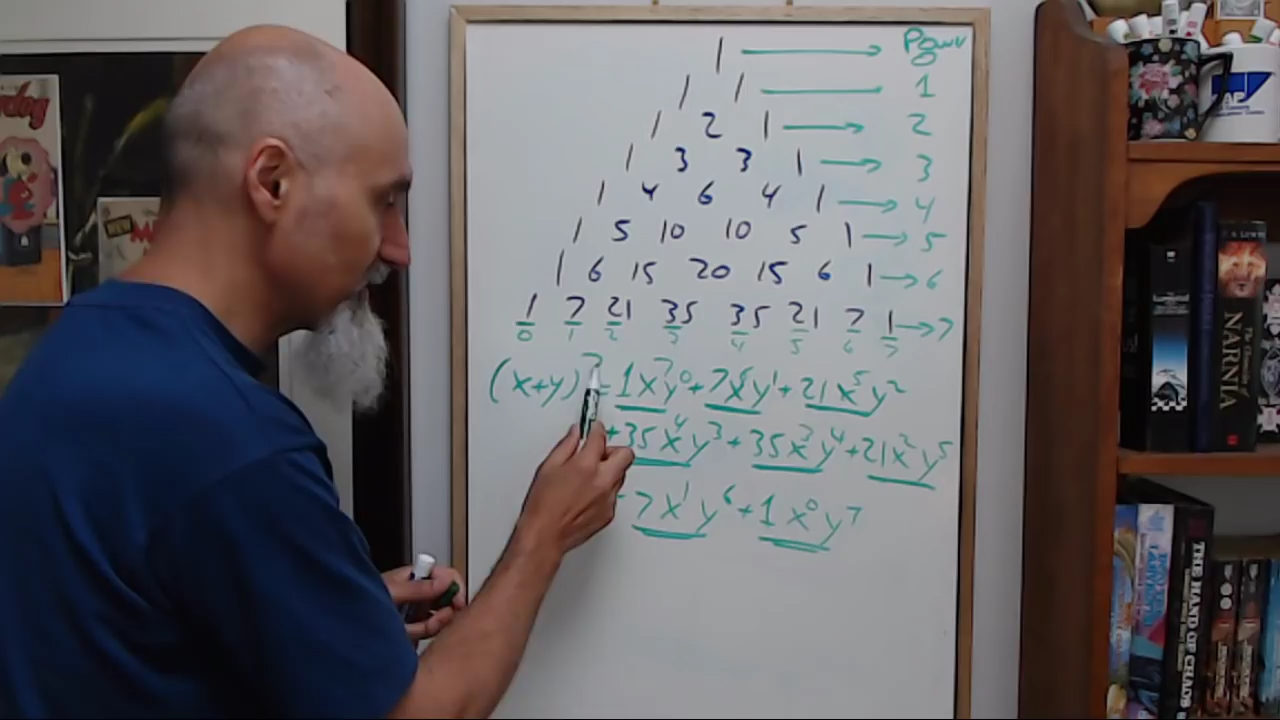 1 → Power 0
1 1 → 1
1 2 1 → 2
1 3 3 1 → 3
1 4 6 4 1 → 4
1 5 10 10 5 1 → 5
1 6 15 20 15 6 1 → 6
1 7 21 35 35 21 7 1 → 7
0 1 2 3 4 5 6 7
(x+y)⁷ = 1x⁷y⁰ + 7x⁶y¹ + 21x⁵y²
+ 35x⁴y³ + 35x³y⁴ + 21x²y⁵
+ 7x¹y⁶ + 1x⁰y⁷
NEW
NARNIA
THE HAND OF CHAOS